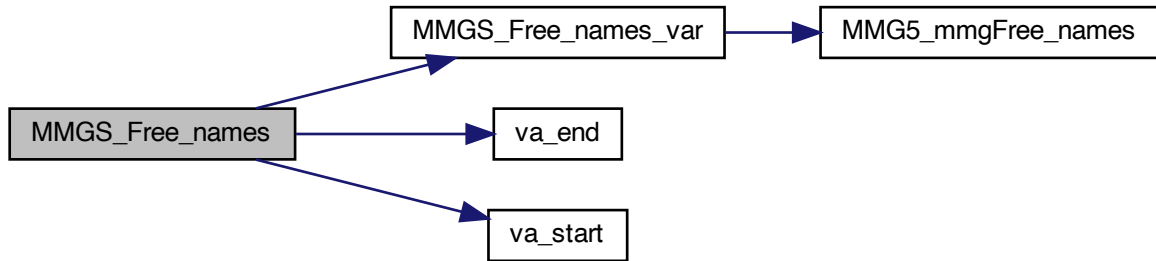 MMGS_Free_names_var
MMG5_mmgFree_names
MMGS_Free_names
va_end
va_start